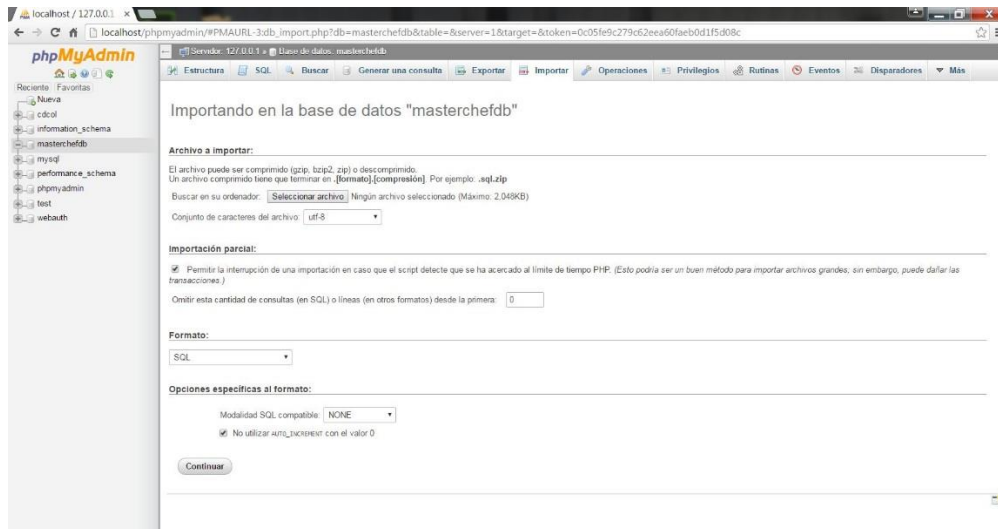 localhost / 127.0.0.1
localhost/phpmyadmin/#PMAURL-3:db_import.php?db=masterchefdb&table=&server=1&target=&token=0c05fe9c279c62eea60faeb0d1f5d08c
phpMyAdmin
Reciente Favoritas
Nueva
cdcol
information_schema
masterchefdb
mysql
performance_schema
phpmyadmin
test
webauth
Servidor: 127.0.0.1 » Base de datos: masterchefdb
Estructura SQL Buscar Generar una consulta Exportar Importar Operaciones Privilegios Rutinas Eventos Disparadores Más
Importando en la base de datos "masterchefdb"
Archivo a importar:
El archivo puede ser comprimido (gzip, bzip2, zip) o descomprimido.
Un archivo comprimido tiene que terminar en .[formato].[compresión]. Por ejemplo: .sql.zip
Buscar en su ordenador: Seleccionar archivo Ningún archivo seleccionado (Máximo: 2,048KB)
Conjunto de caracteres del archivo: utf-8
Importación parcial:
Permitir la interrupción de una importación en caso que el script detecte que se ha acercado al límite de tiempo PHP. (Esto podría ser un buen método para importar archivos grandes; sin embargo, puede dañar las
transacciones.)
Omitir esta cantidad de consultas (en SQL) o líneas (en otros formatos) desde la primera: 0
Formato:
SQL
Opciones específicas al formato:
Modalidad SQL compatible: NONE
No utilizar AUTO_INCREMENT con el valor 0
Continuar